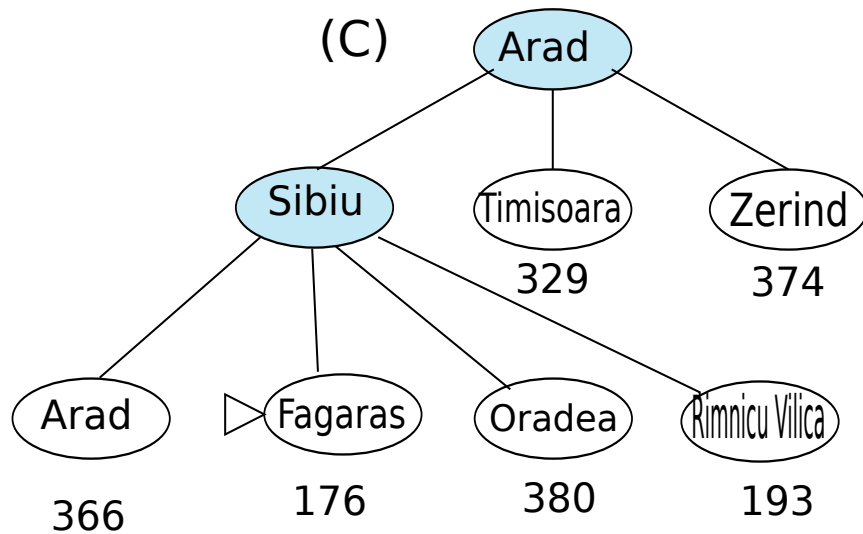 (C)
Arad
Sibiu
Timisoara
Zerind
329
374
Arad
Fagaras
Oradea
Rimnicu Vilica
366
176
380
193